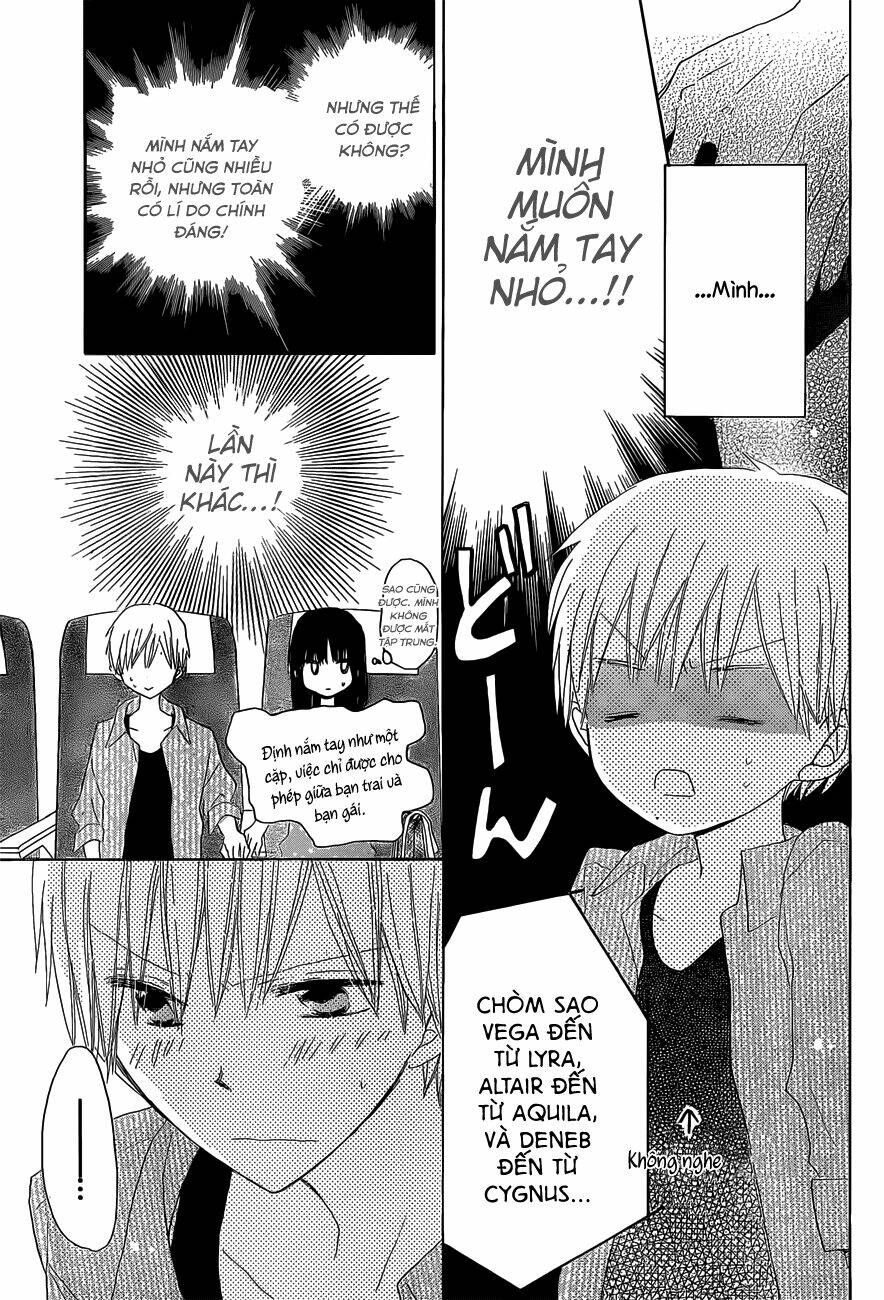 ...Mình...
MÌNH
MUỐN
NẮM TAY
NHỎ...!!
ビーーーん
CHÒM SAO
VEGA ĐẾN
TỪ LYRA,
ALTAIR ĐẾN
TỪ AQUILA,
VÀ DENEB
ĐẾN TỪ
CYGNUS...
Không nghe
NHƯNG THẾ
CÓ ĐƯỢC
KHÔNG?
MÌNH NẮM TAY
NHỎ CŨNG NHIỀU
RỒI, NHƯNG TOÀN
CÓ LÍ DO CHÍNH
ĐÁNG!
LẦN
NÀY THÌ
KHÁC...!
SAO CŨNG
ĐƯỢC. MÌNH
KHÔNG
ĐƯỢC MẤT
TẬP TRUNG
Định nắm tay như một
cặp, việc chỉ được cho
phép giữa bạn trai và
bạn gái.